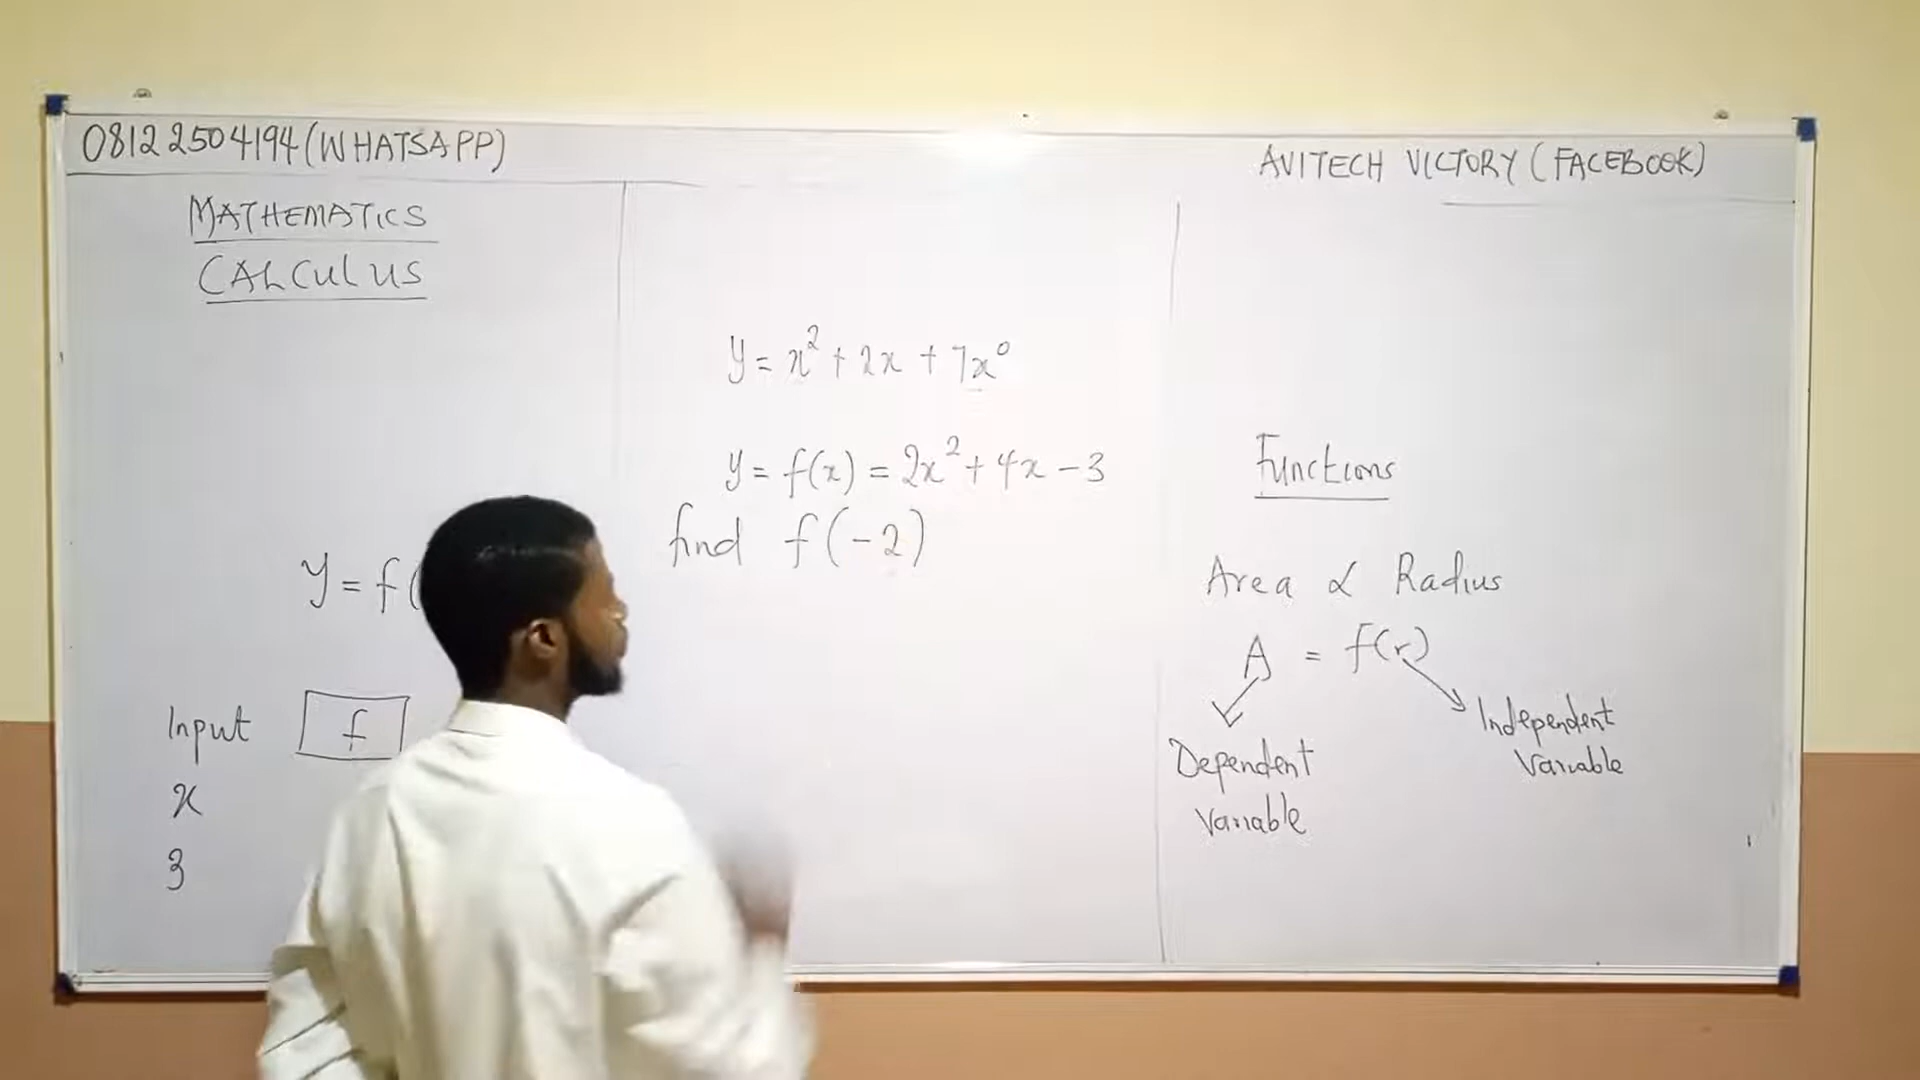 08122504194 (WHATSAPP)
AVITECH VICTORY (FACEBOOK)
MATHEMATICS
CALCULUS
y = f(
Input f
x
3
y = x² + 2x + 7x⁰
y = f(x) = 2x² + 4x - 3
find f(-2)
Functions
Area ∝ Radius
A = f(r)
Independent
Variable
Dependent
Variable